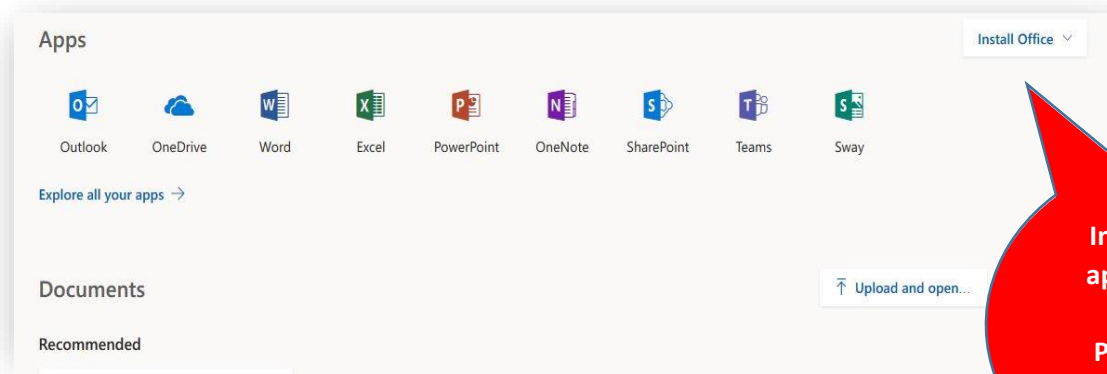 Apps
Install Office
Outlook OneDrive Word Excel PowerPoint OneNote SharePoint Teams Sway
Explore all your apps →
Documents
Upload and open...
Recommended